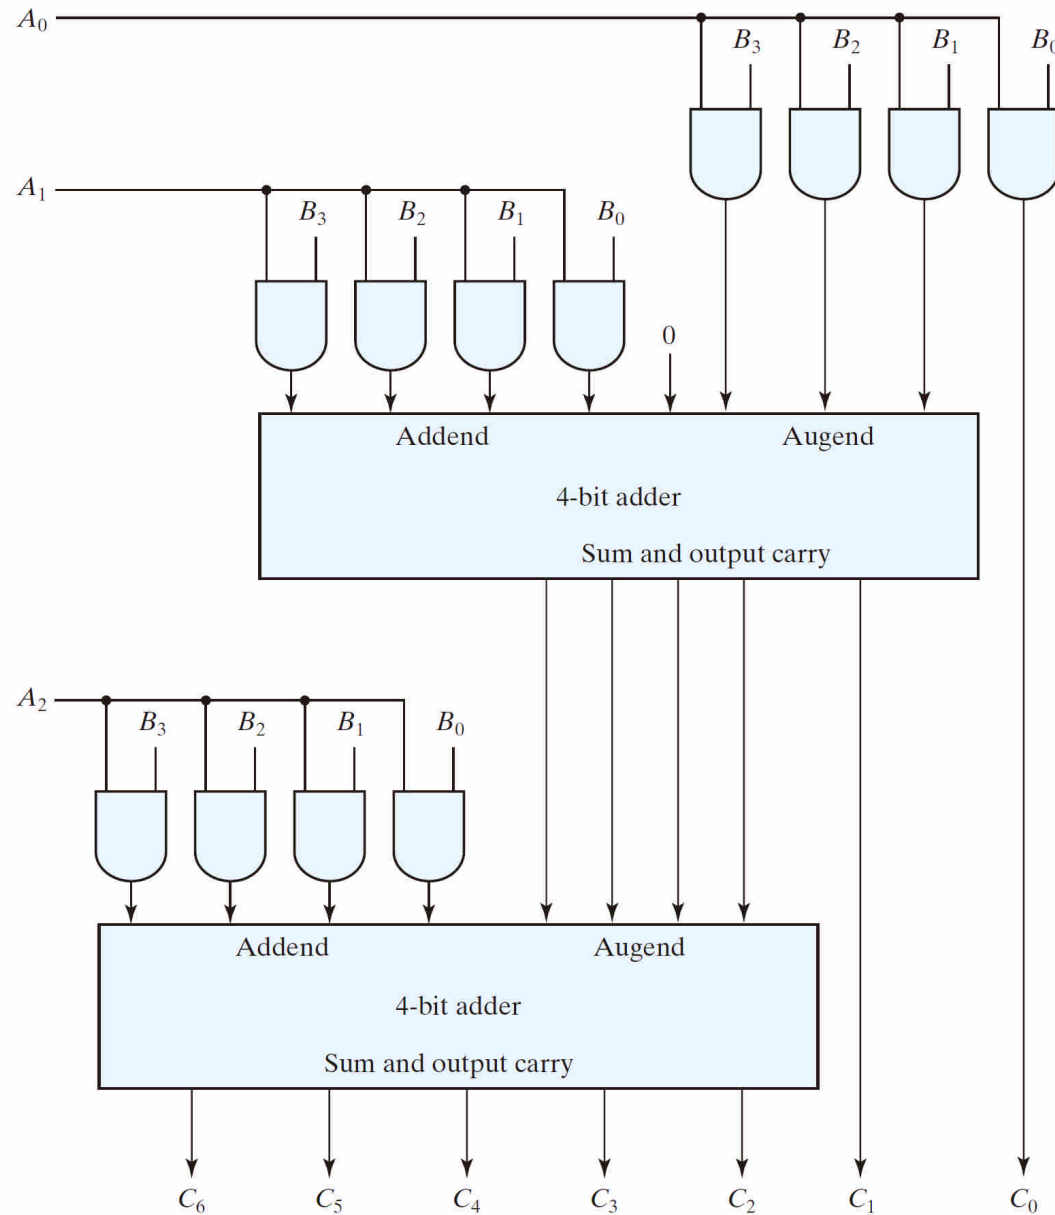 A₀
B₃ B₂ B₁ B₀
A₁
B₃ B₂ B₁ B₀
0
Addend Augend
4-bit adder
Sum and output carry
A₂
B₃ B₂ B₁ B₀
Addend Augend
4-bit adder
Sum and output carry
C₆ C₅ C₄ C₃ C₂ C₁ C₀